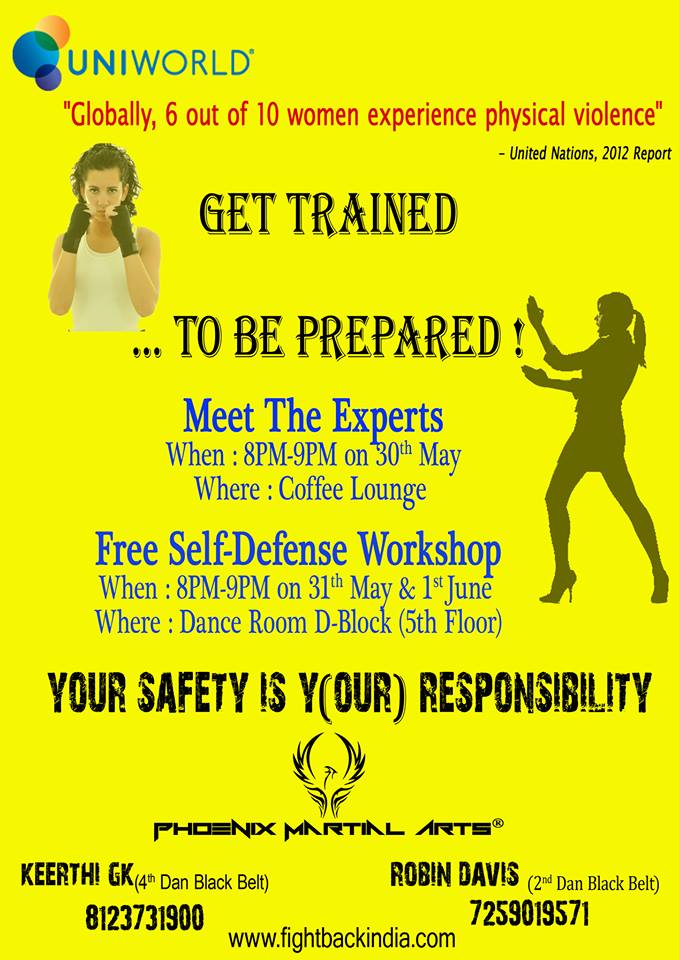 UNIWORLD®
"Globally, 6 out of 10 women experience physical violence"
– United Nations, 2012 Report
GET TRAINED
... TO BE PREPARED !
Meet The Experts
When : 8PM-9PM on 30th May
Where : Coffee Lounge
Free Self-Defense Workshop
When : 8PM-9PM on 31th May & 1st June
Where : Dance Room D-Block (5th Floor)
YOUR SAFETY IS Y(OUR) RESPONSIBILITY
PHOENIX MARTIAL ARTS®
KEERTHI GK(4th Dan Black Belt)
8123731900
ROBIN DAVIS (2nd Dan Black Belt)
7259019571
www.fightbackindia.com